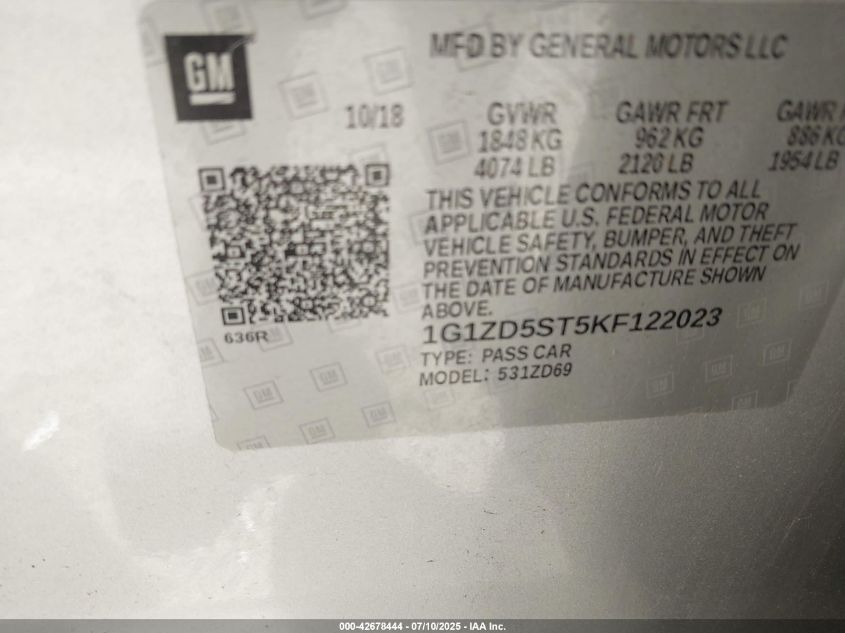 GM
MFD BY GENERAL MOTORS LLC
10/18
GVWR GAWR FRT GAWR
1848 KG 962 KG 886 KG
4074 LB 2120 LB 1954 LB
THIS VEHICLE CONFORMS TO ALL
APPLICABLE U.S. FEDERAL MOTOR
VEHICLE SAFETY, BUMPER, AND THEFT
PREVENTION STANDARDS IN EFFECT ON
THE DATE OF MANUFACTURE SHOWN
ABOVE.
636R
1G1ZD5ST5KF122023
TYPE: PASS CAR
MODEL: 531ZD69
000-42678444 - 07/10/2025 - IAA Inc.